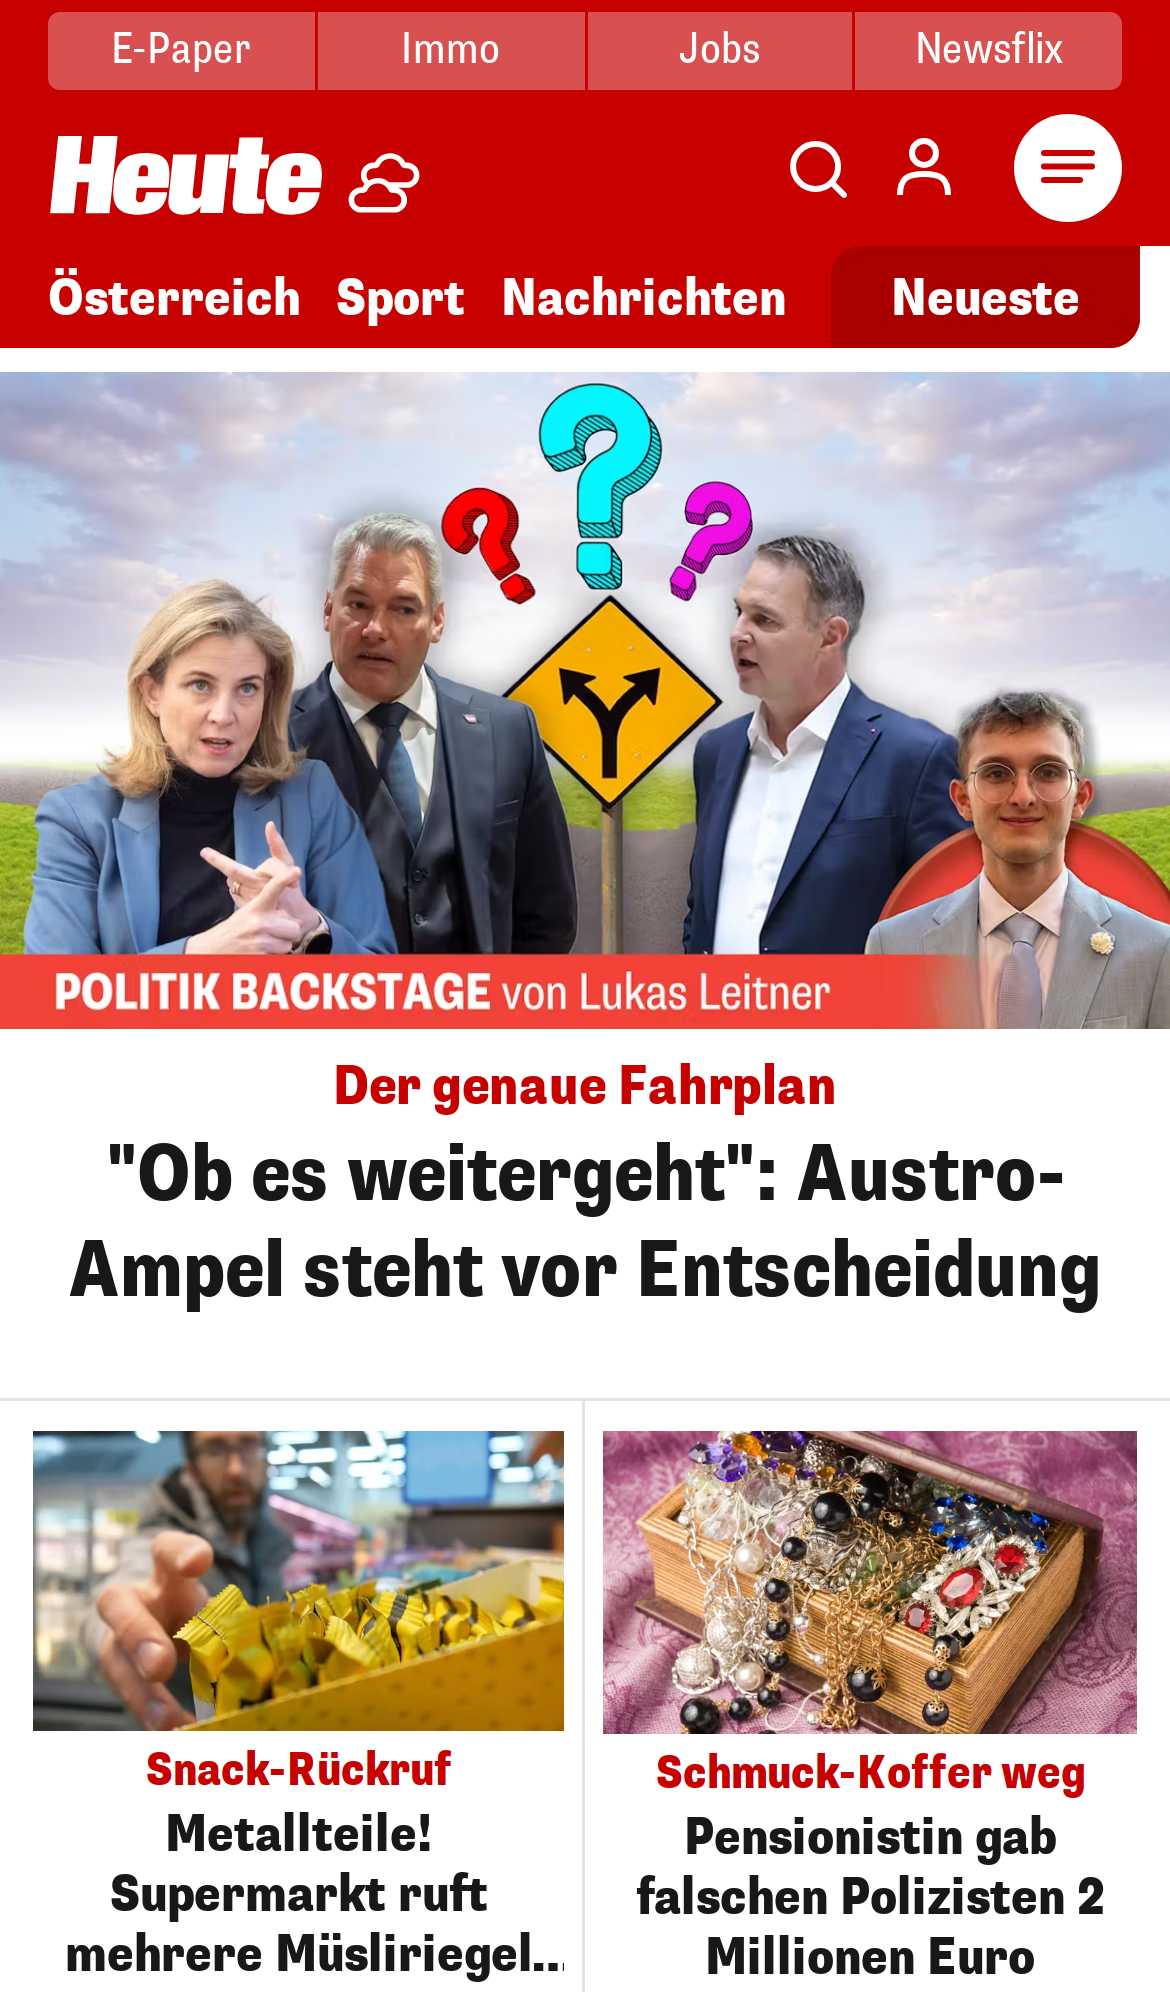 E-Paper
Immo
Jobs
Newsflix
Heute
Österreich
Sport
Nachrichten
Neueste
POLITIK BACKSTAGE von Lukas Leitner
Der genaue Fahrplan
"Ob es weitergeht": Austro-
Ampel steht vor Entscheidung
Snack-Rückruf
Metallteile!
Supermarkt ruft
mehrere Müsliriegel...
Schmuck-Koffer weg
Pensionistin gab
falschen Polizisten 2
Millionen Euro